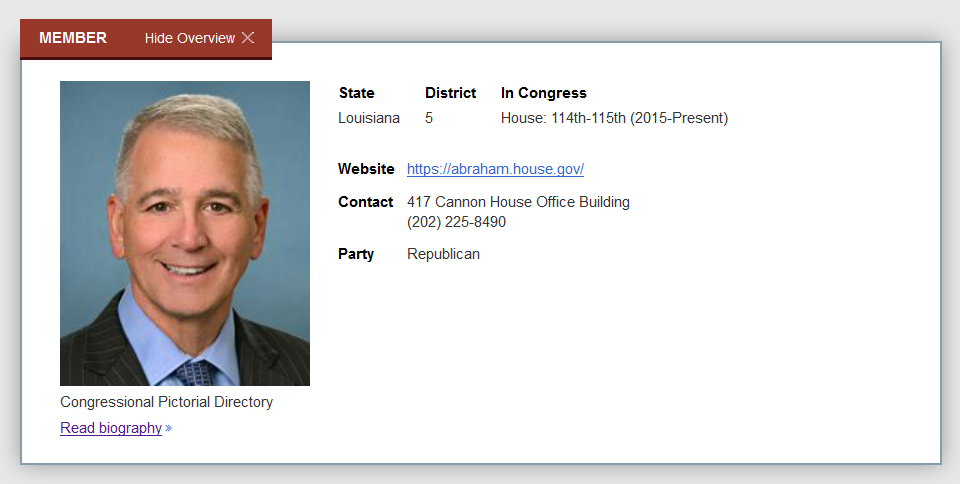 MEMBER Hide Overview
State District In Congress
Louisiana 5 House: 114th-115th (2015-Present)
Website https://abraham.house.gov/
Contact 417 Cannon House Office Building
(202) 225-8490
Party Republican
Congressional Pictorial Directory
Read biography »